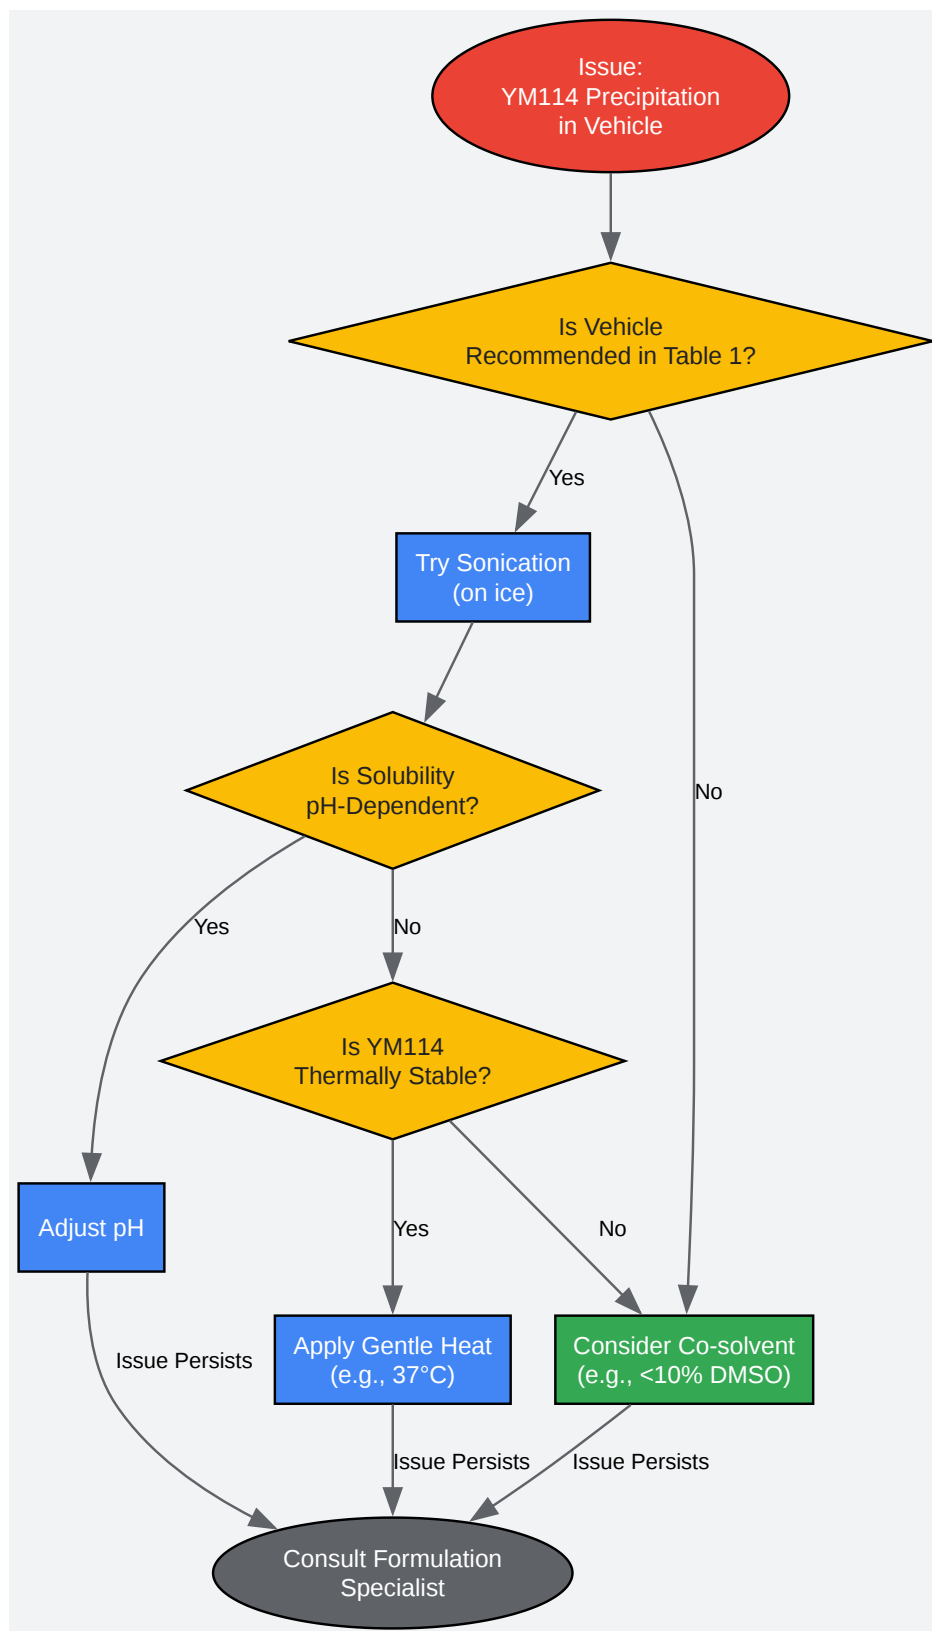 Issue:
YM114 Precipitation
in Vehicle
Is Vehicle
Recommended in Table 1?
Yes
Try Sonication
(on ice)
Is Solubility
pH-Dependent?
No
Yes
No
Is YM114
Thermally Stable?
Adjust pH
Yes
No
Apply Gentle Heat
(e.g., 37°C)
Consider Co-solvent
(e.g., <10% DMSO)
Issue Persists
Issue Persists
Issue Persists
Consult Formulation
Specialist